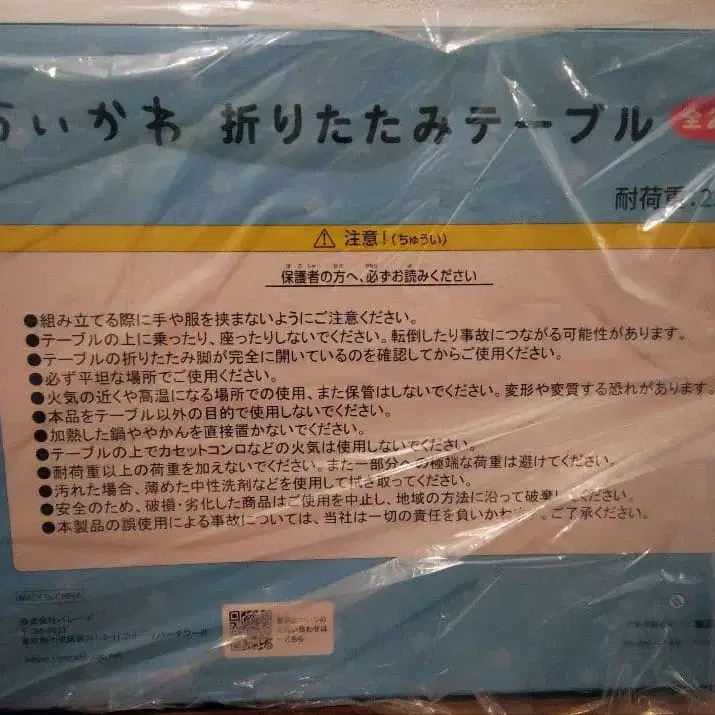 いかわ 折りたたみテーブル 全2
耐荷重:2
⚠ 注意!(ちゅうい)
保護者の方へ、必ずお読みください
●組み立てる際に手や服を挟まないようにご注意ください。
●テーブルの上に乗ったり、座ったりしないでください。転倒したり事故につながる可能性があります。
●テーブルの折りたたみ脚が完全に開いているのを確認してからご使用ください。
●必ず平坦な場所でご使用ください。
●火気の近くや高温になる場所での使用、また保管はしないでください。変形や変質する恐れがあります。
●本品をテーブル以外の目的で使用しないでください。
●加熱した鍋ややかんを直接置かないでください。
●テーブルの上でカセットコンロなどの火気は使用しないでください。
●耐荷重以上の荷重を加えないでください。また一部分への極端な荷重は避けてください。
●汚れた場合、薄めた中性洗剤などを使用して拭き取ってください。
●安全のため、破損・劣化した商品はご使用を中止し、地域の方法に沿って破棄してください。
●本製品の誤使用による事故については、当社は一切の責任を負いかねます。ご了承ください。
MADE IN CHINA
株式会社パレード